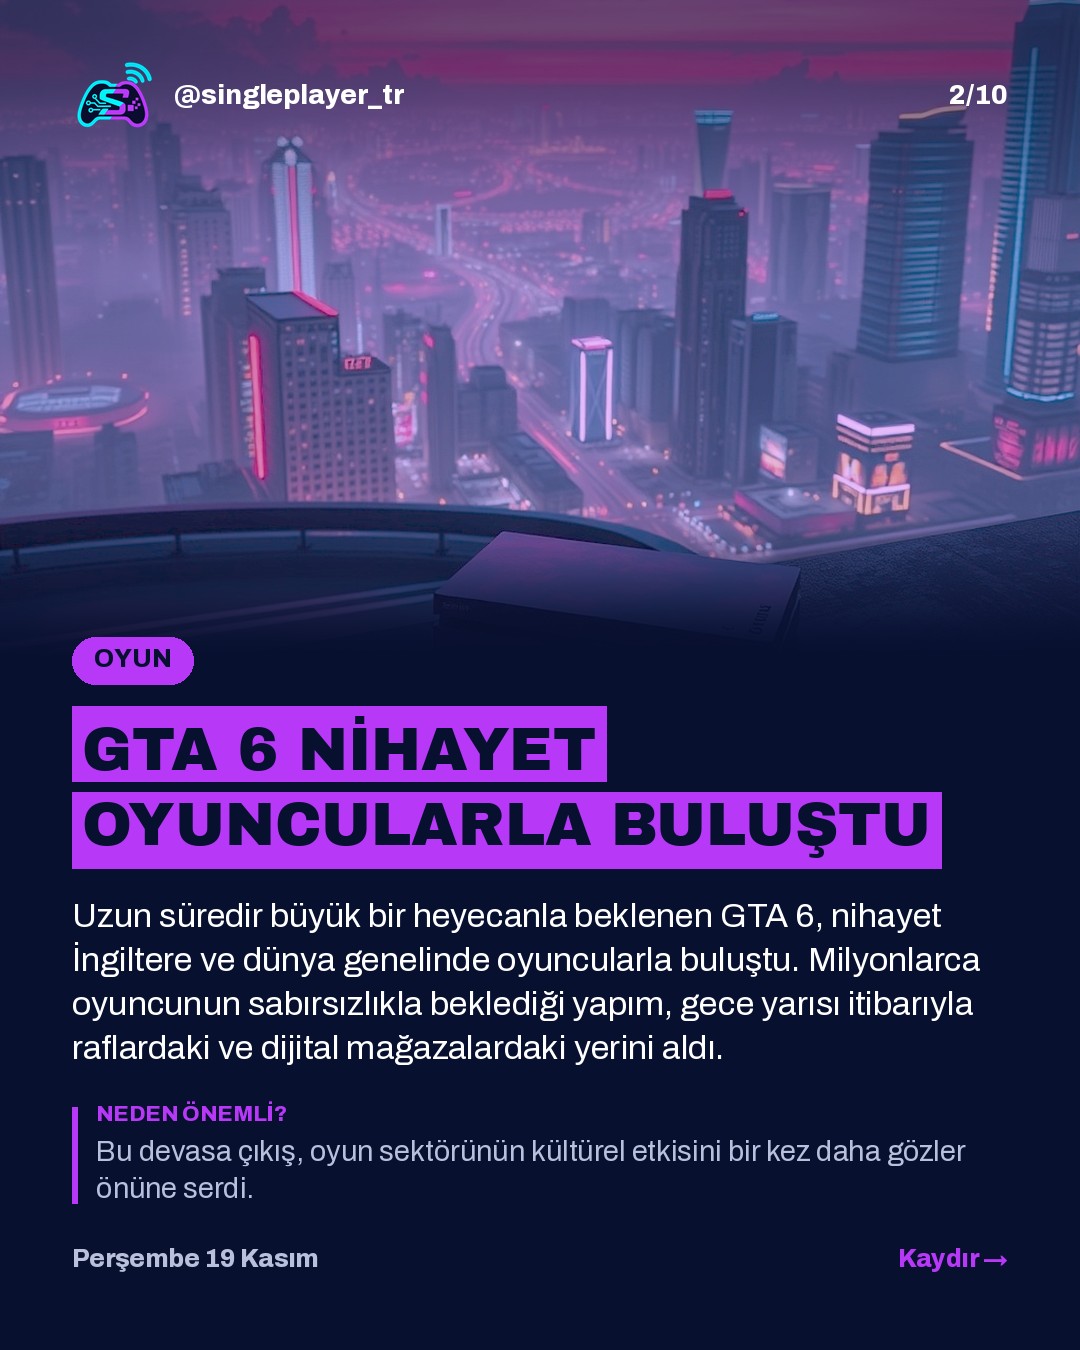 @singleplayer_tr
2/10
OYUN
GTA 6 NİHAYET
OYUNCULARLA BULUŞTU
Uzun süredir büyük bir heyecanla beklenen GTA 6, nihayet
İngiltere ve dünya genelinde oyuncularla buluştu. Milyonlarca
oyuncunun sabırsızlıkla beklediği yapım, gece yarısı itibarıyla
raflardaki ve dijital mağazalardaki yerini aldı.
NEDEN ÖNEMLİ?
Bu devasa çıkış, oyun sektörünün kültürel etkisini bir kez daha gözler
önüne serdi.
Perşembe 19 Kasım
Kaydır →